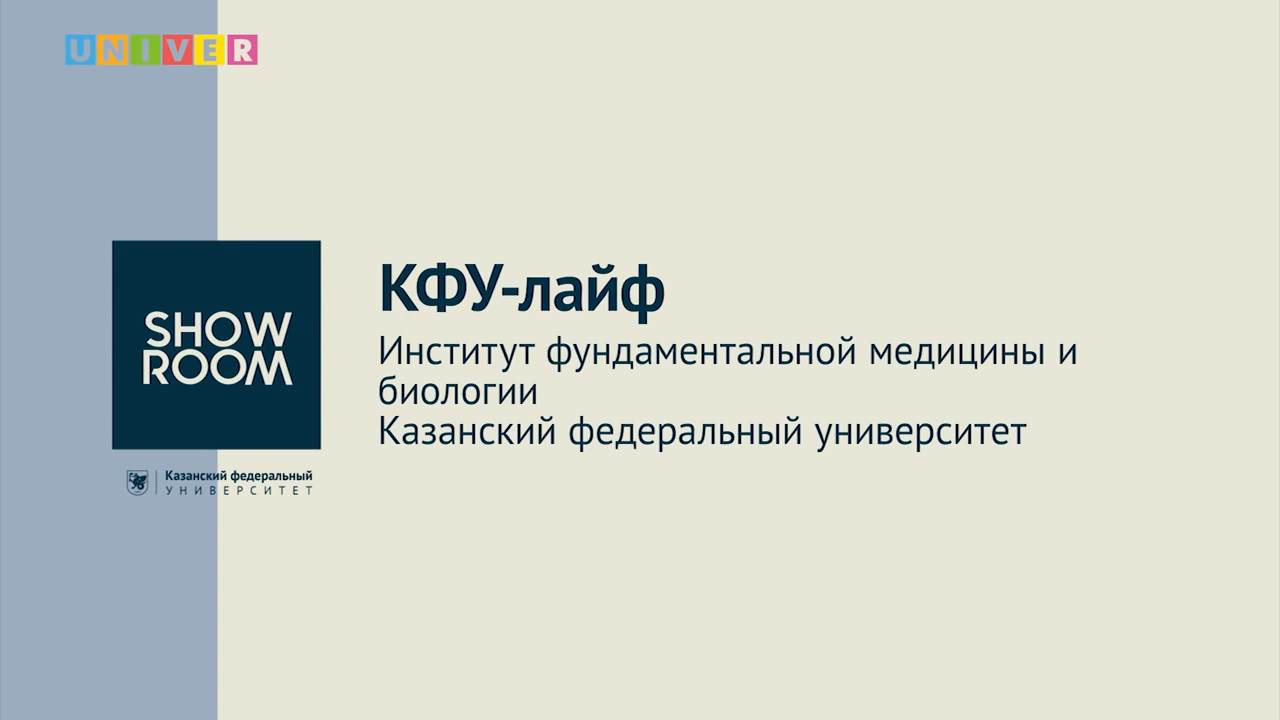 UNIVER
SHOW
ROOM
Казанский федеральный
УНИВЕРСИТЕТ
КФУ-лайф
Институт фундаментальной медицины и
биологии
Казанский федеральный университет